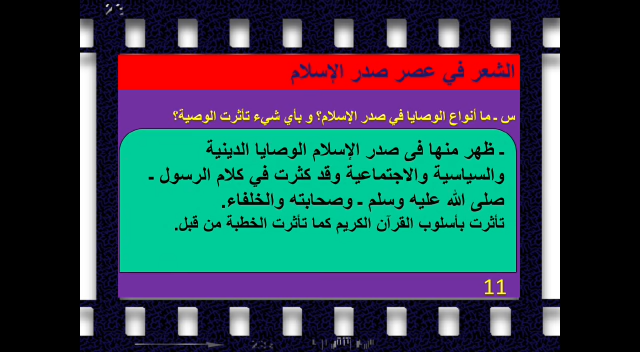 الشعر في عصر صدر الإسلام
س ـ ما أنواع الوصايا في صدر الإسلام؟ و بأي شيء تأثرت الوصية؟
ـ ظهر منها فى صدر الإسلام الوصايا الدينية
والسياسية والاجتماعية وقد كثرت في كلام الرسول ـ
صلى الله عليه وسلم ـ وصحابته والخلفاء.
تأثرت بأسلوب القرآن الكريم كما تأثرت الخطبة من قبل.
11